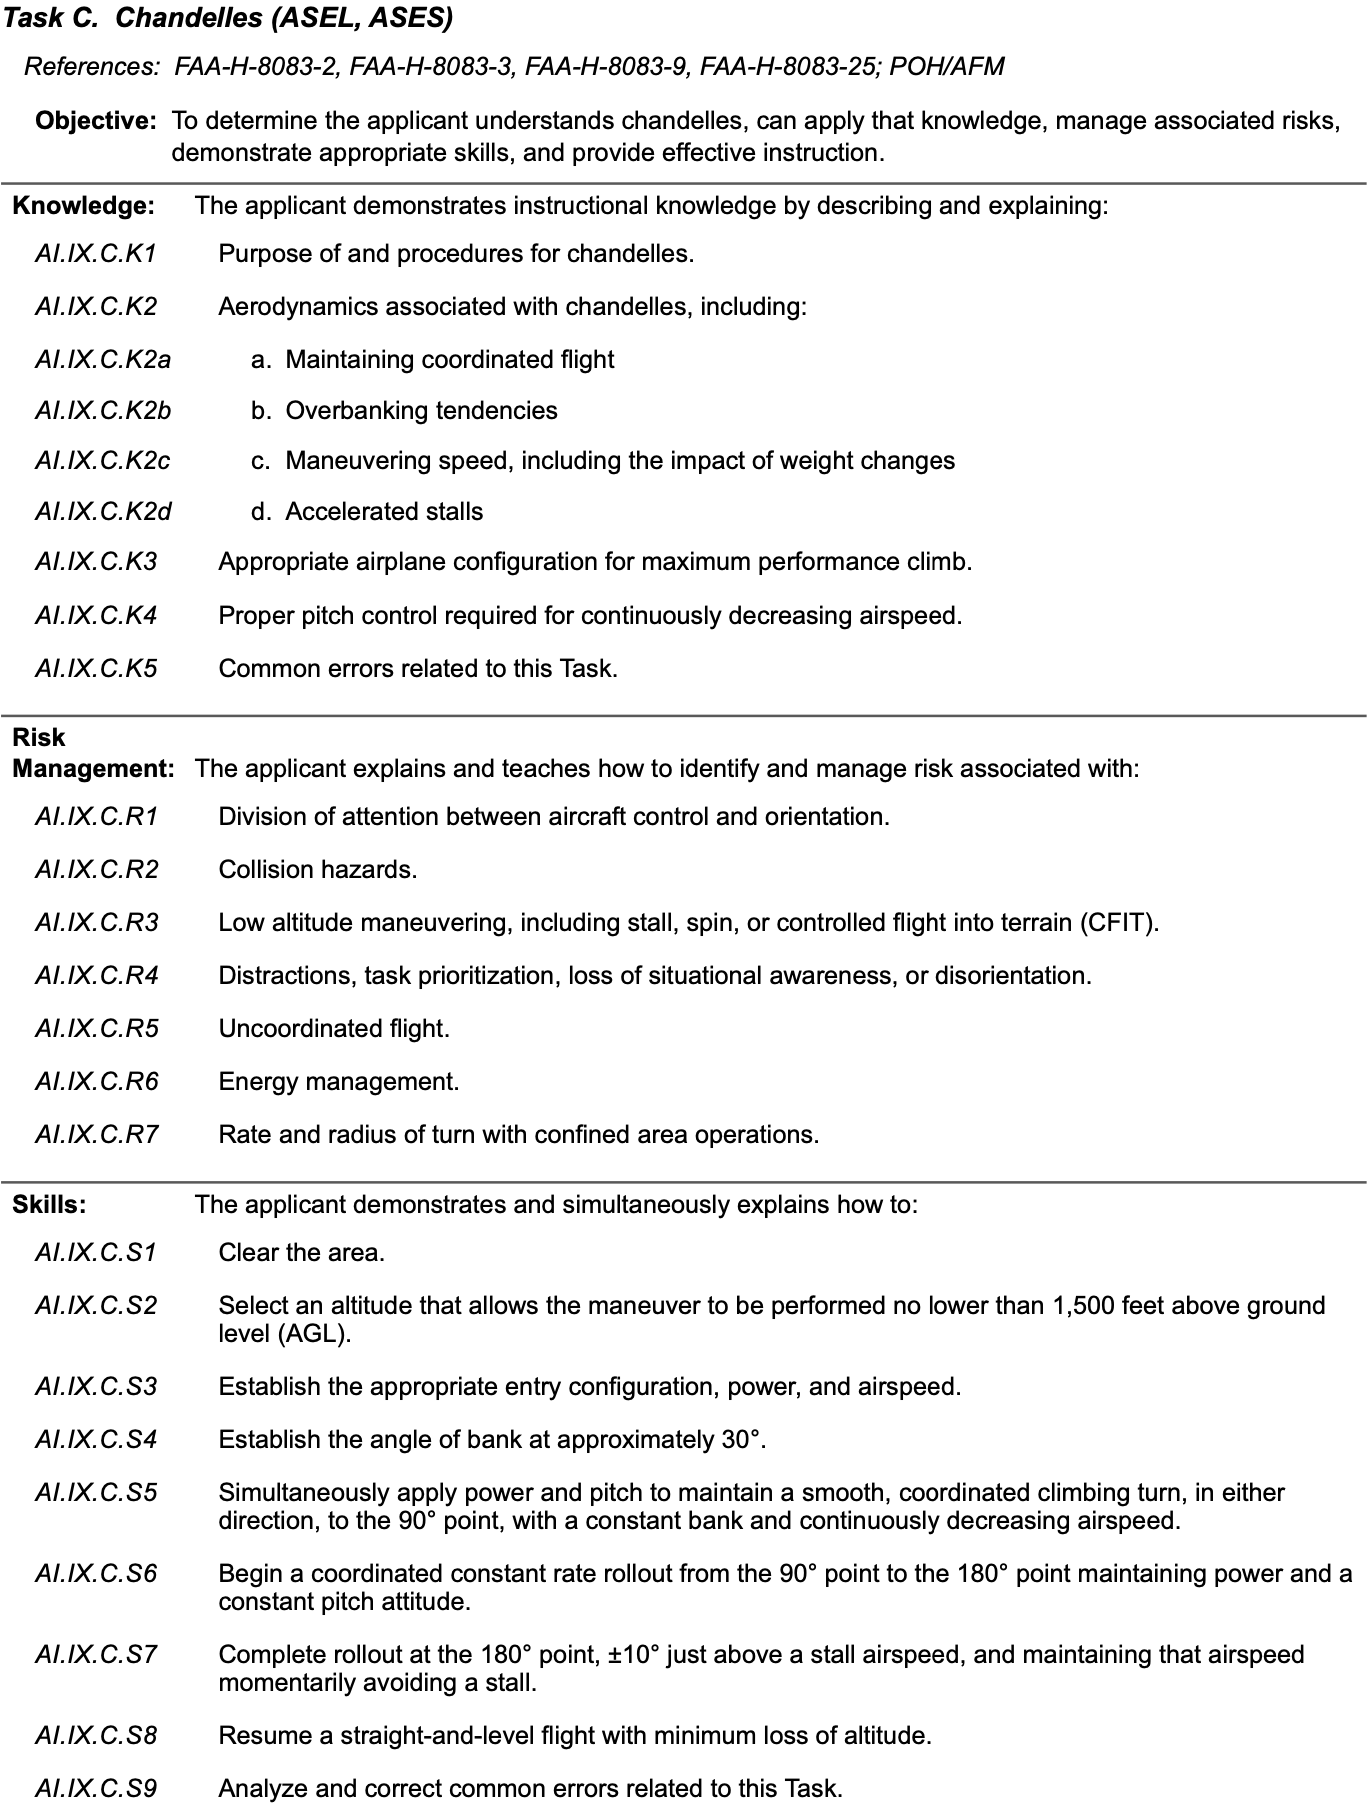 Task C. Chandelles (ASEL, ASES)
References: FAA-H-8083-2, FAA-H-8083-3, FAA-H-8083-9, FAA-H-8083-25; POH/AFM
Objective: To determine the applicant understands chandelles, can apply that knowledge, manage associated risks,
demonstrate appropriate skills, and provide effective instruction.
Knowledge: The applicant demonstrates instructional knowledge by describing and explaining:
AI.IX.C.K1 Purpose of and procedures for chandelles.
AI.IX.C.K2 Aerodynamics associated with chandelles, including:
AI.IX.C.K2a a. Maintaining coordinated flight
AI.IX.C.K2b b. Overbanking tendencies
AI.IX.C.K2c c. Maneuvering speed, including the impact of weight changes
AI.IX.C.K2d d. Accelerated stalls
AI.IX.C.K3 Appropriate airplane configuration for maximum performance climb.
AI.IX.C.K4 Proper pitch control required for continuously decreasing airspeed.
AI.IX.C.K5 Common errors related to this Task.
Risk
Management: The applicant explains and teaches how to identify and manage risk associated with:
AI.IX.C.R1 Division of attention between aircraft control and orientation.
AI.IX.C.R2 Collision hazards.
AI.IX.C.R3 Low altitude maneuvering, including stall, spin, or controlled flight into terrain (CFIT).
AI.IX.C.R4 Distractions, task prioritization, loss of situational awareness, or disorientation.
AI.IX.C.R5 Uncoordinated flight.
AI.IX.C.R6 Energy management.
AI.IX.C.R7 Rate and radius of turn with confined area operations.
Skills: The applicant demonstrates and simultaneously explains how to:
AI.IX.C.S1 Clear the area.
AI.IX.C.S2 Select an altitude that allows the maneuver to be performed no lower than 1,500 feet above ground
level (AGL).
AI.IX.C.S3 Establish the appropriate entry configuration, power, and airspeed.
AI.IX.C.S4 Establish the angle of bank at approximately 30°.
AI.IX.C.S5 Simultaneously apply power and pitch to maintain a smooth, coordinated climbing turn, in either
direction, to the 90° point, with a constant bank and continuously decreasing airspeed.
AI.IX.C.S6 Begin a coordinated constant rate rollout from the 90° point to the 180° point maintaining power and a
constant pitch attitude.
AI.IX.C.S7 Complete rollout at the 180° point, ±10° just above a stall airspeed, and maintaining that airspeed
momentarily avoiding a stall.
AI.IX.C.S8 Resume a straight-and-level flight with minimum loss of altitude.
AI.IX.C.S9 Analyze and correct common errors related to this Task.